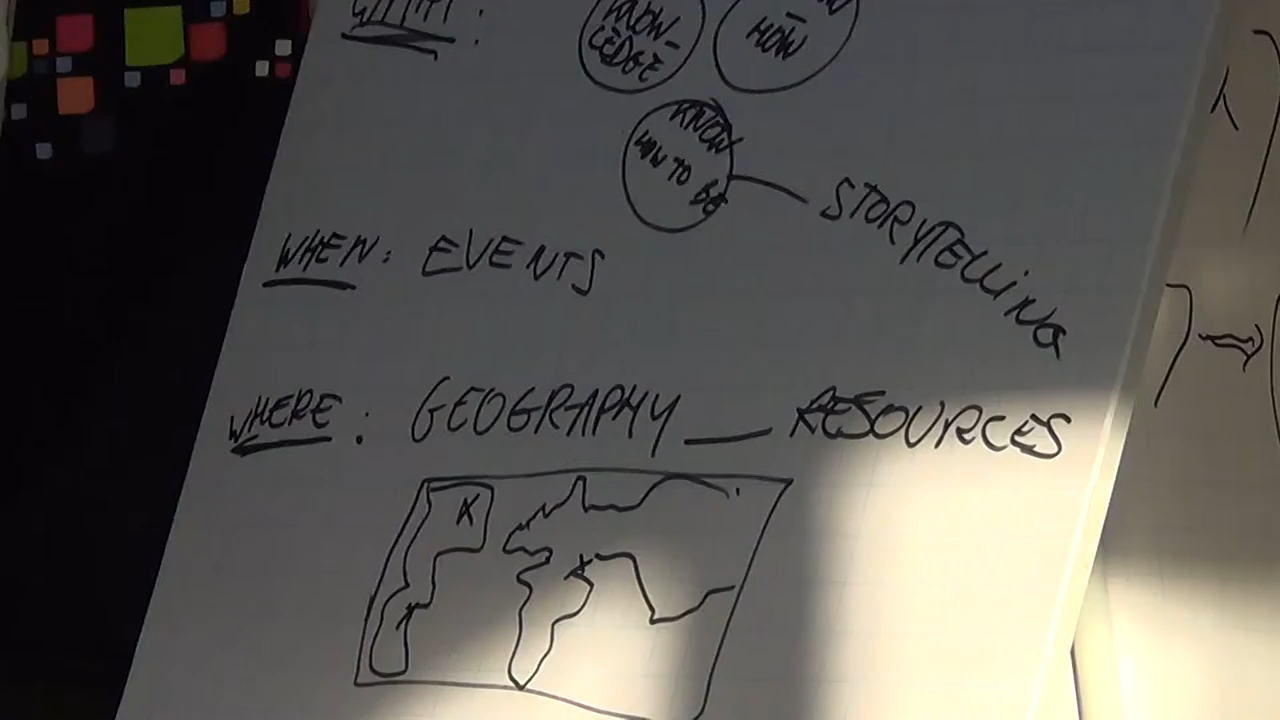 KNOW-
LEDGE
HOW
KNOW
HOW TO
BE
STORYTELLING
WHEN: EVENTS
WHERE: GEOGRAPHY — RESOURCES
X
X